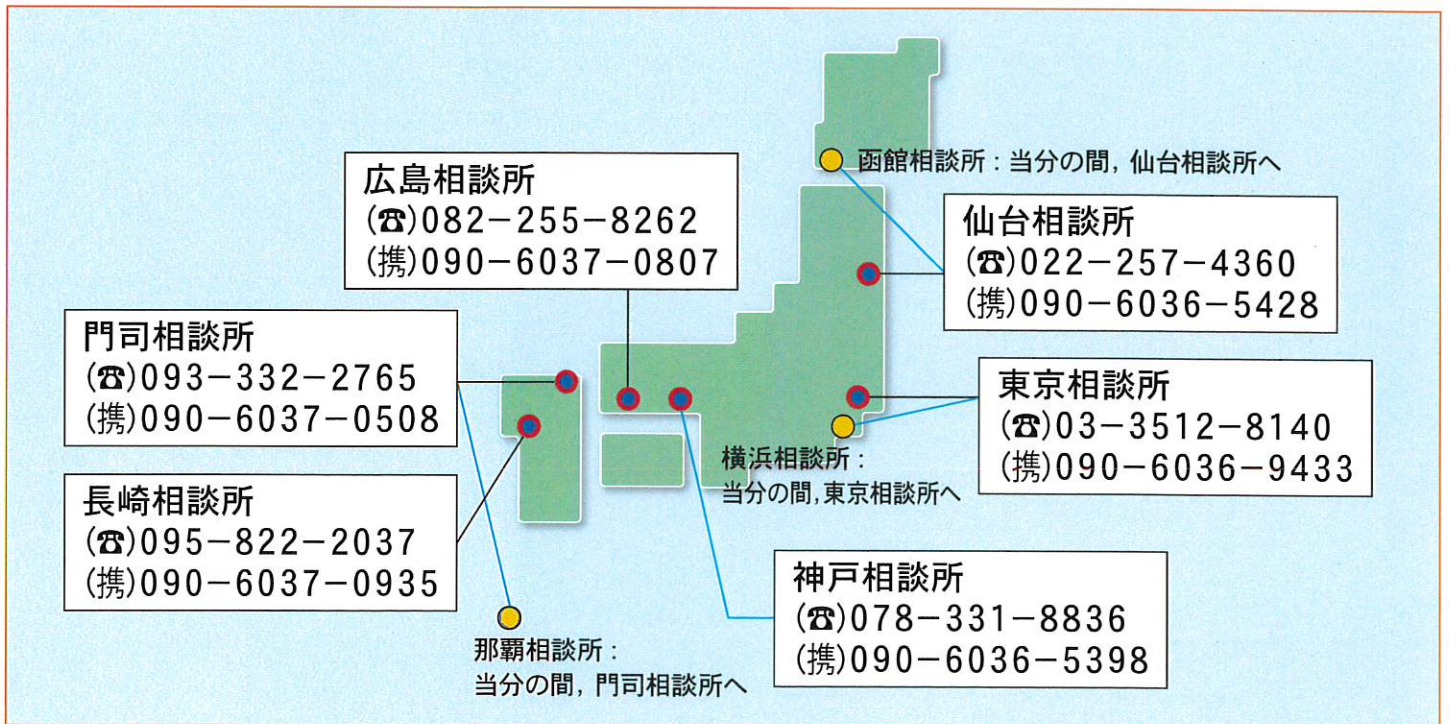 函館相談所：当分の間, 仙台相談所へ
広島相談所
(☎)082−255−8262
(携)090−6037−0807
仙台相談所
(☎)022−257−4360
(携)090−6036−5428
門司相談所
(☎)093−332−2765
(携)090−6037−0508
東京相談所
(☎)03−3512−8140
(携)090−6036−9433
横浜相談所：
当分の間,東京相談所へ
長崎相談所
(☎)095−822−2037
(携)090−6037−0935
神戸相談所
(☎)078−331−8836
(携)090−6036−5398
那覇相談所：
当分の間, 門司相談所へ